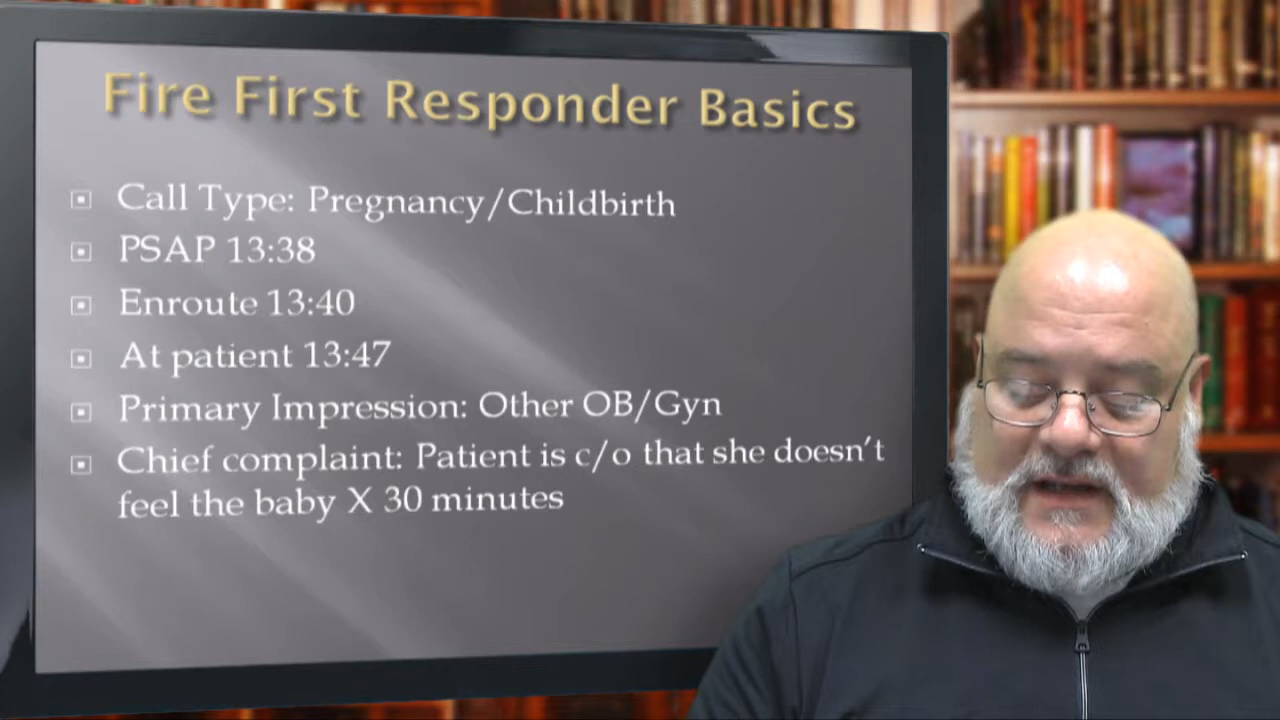 Fire First Responder Basics
Call Type: Pregnancy/Childbirth
PSAP 13:38
Enroute 13:40
At patient 13:47
Primary Impression: Other OB/Gyn
Chief complaint: Patient is c/o that she doesn't
feel the baby X 30 minutes